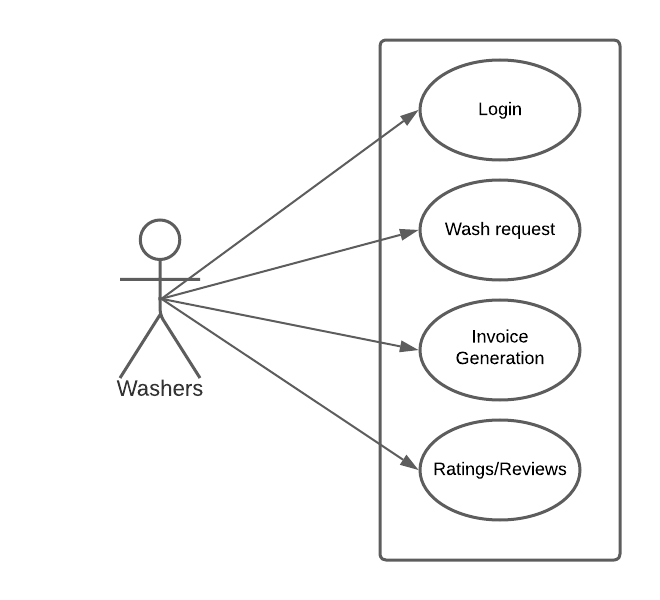 Login
Wash request
Invoice
Generation
Washers
Ratings/Reviews